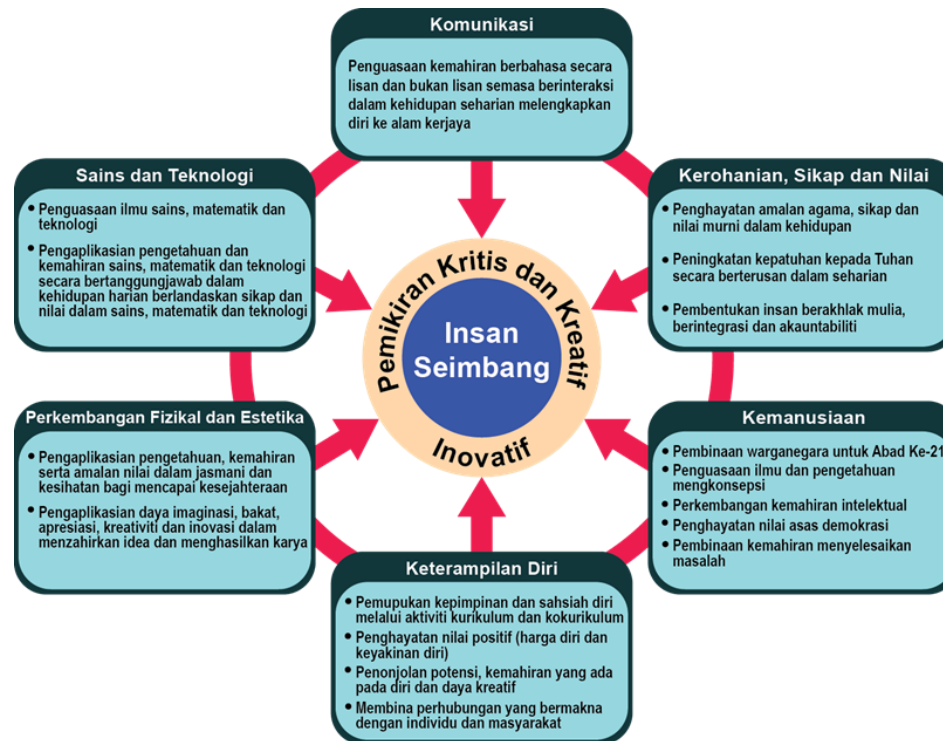 Komunikasi
Penguasaan kemahiran berbahasa secara
lisan dan bukan lisan semasa berinteraksi
dalam kehidupan seharian melengkapkan
diri ke alam kerjaya
Sains dan Teknologi
• Penguasaan ilmu sains, matematik dan
teknologi
• Pengaplikasian pengetahuan dan
kemahiran sains, matematik dan teknologi
secara bertanggungjawab dalam
kehidupan harian berlandaskan sikap dan
nilai dalam sains, matematik dan teknologi
Kerohanian, Sikap dan Nilai
• Penghayatan amalan agama, sikap dan
nilai murni dalam kehidupan
• Peningkatan kepatuhan kepada Tuhan
secara berterusan dalam seharian
• Pembentukan insan berakhlak mulia,
berintegrasi dan akauntabiliti
Pemikiran Kritis dan Kreatif
Insan
Seimbang
Inovatif
Perkembangan Fizikal dan Estetika
• Pengaplikasian pengetahuan, kemahiran
serta amalan nilai dalam jasmani dan
kesihatan bagi mencapai kesejahteraan
• Pengaplikasian daya imaginasi, bakat,
apresiasi, kreativiti dan inovasi dalam
menzahirkan idea dan menghasilkan karya
Kemanusiaan
• Pembinaan warganegara untuk Abad Ke-21
• Penguasaan ilmu dan pengetahuan
mengkonsepsi
• Perkembangan kemahiran intelektual
• Penghayatan nilai asas demokrasi
• Pembinaan kemahiran menyelesaikan
masalah
Keterampilan Diri
• Pemupukan kepimpinan dan sahsiah diri
melalui aktiviti kurikulum dan kokurikulum
• Penghayatan nilai positif (harga diri dan
keyakinan diri)
• Penonjolan potensi, kemahiran yang ada
pada diri dan daya kreatif
• Membina perhubungan yang bermakna
dengan individu dan masyarakat